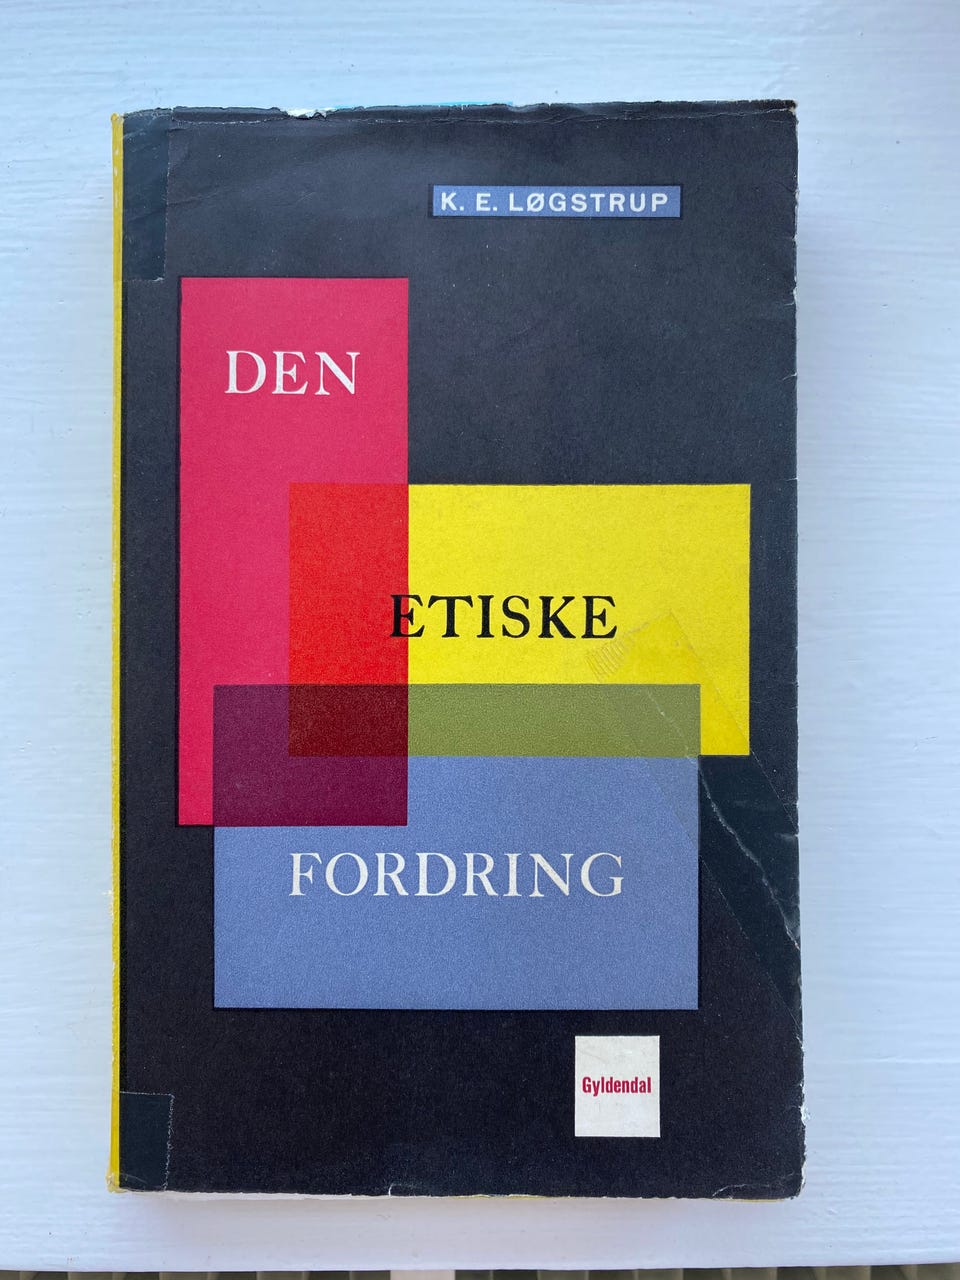 K. E. LØGSTRUP
DEN
ETISKE
FORDRING
Gyldendal